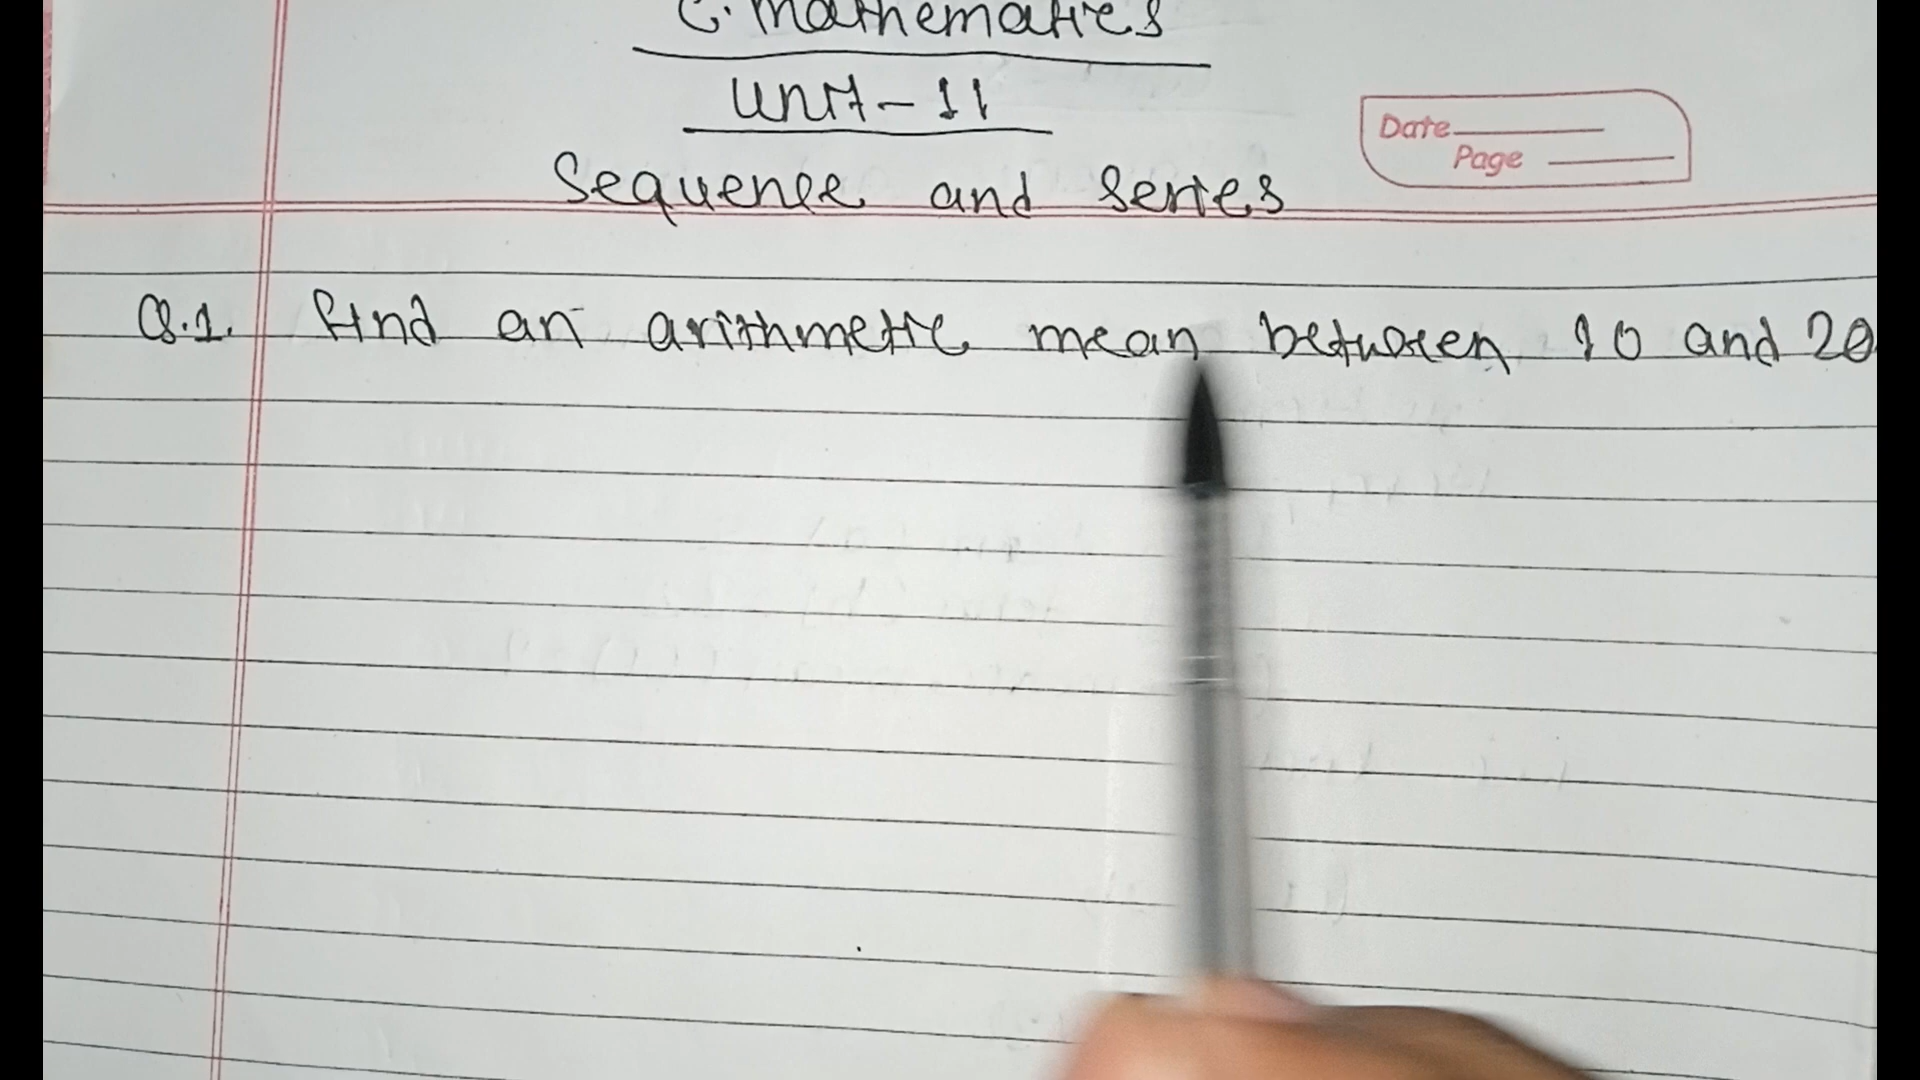 C. Mathematics
Unit-11
Date
Page
Sequence and series
Q.1. Find an arithmetic mean between 10 and 20